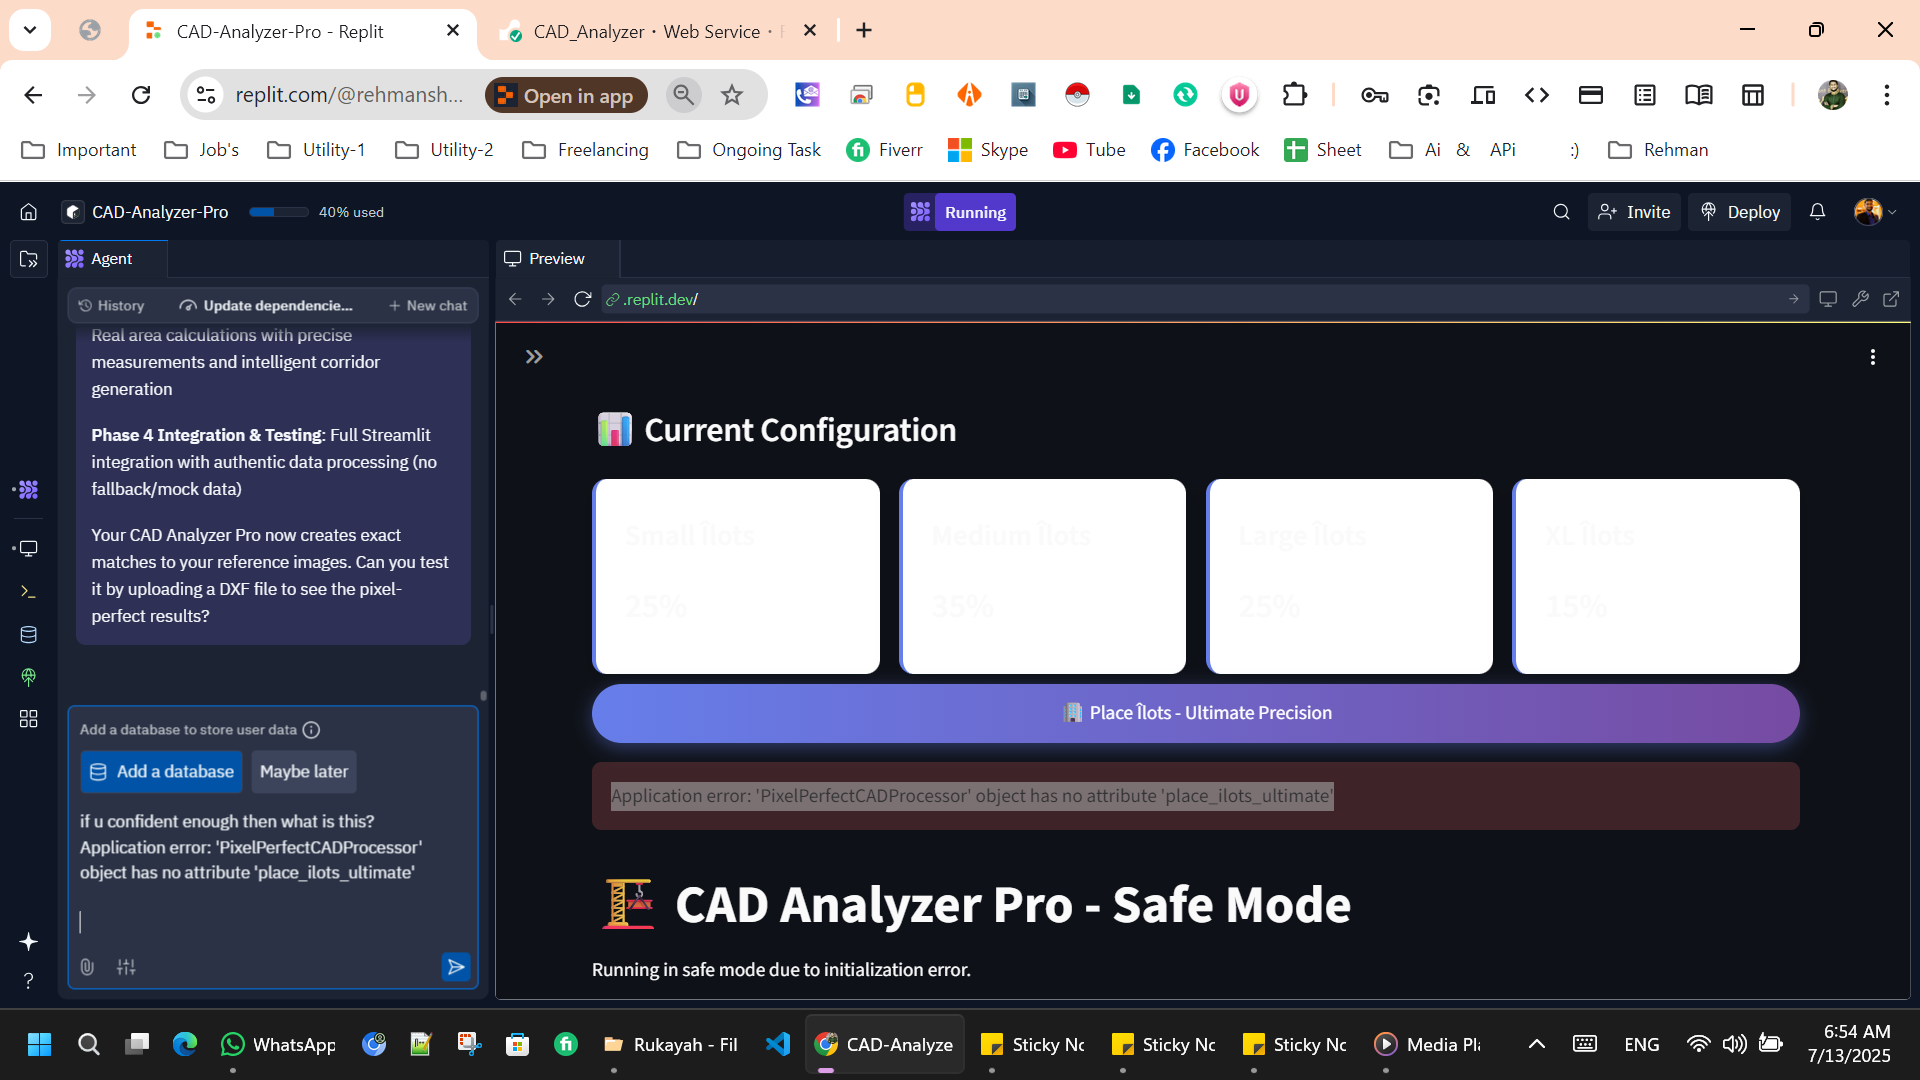 CAD-Analyzer-Pro - Replit
CAD_Analyzer · Web Service ·
replit.com/@rehmansh...
Open in app
Important
Job's
Utility-1
Utility-2
Freelancing
Ongoing Task
Fiverr
Skype
Tube
Facebook
Sheet
Ai & APi :)
Rehman
CAD-Analyzer-Pro
40% used
Running
Invite
Deploy
Agent
Preview
History
Update dependencie...
New chat
.replit.dev/
Real area calculations with precise
measurements and intelligent corridor
generation
Phase 4 Integration & Testing: Full Streamlit
integration with authentic data processing (no
fallback/mock data)
Your CAD Analyzer Pro now creates exact
matches to your reference images. Can you test
it by uploading a DXF file to see the pixel-
perfect results?
Add a database to store user data
Add a database
Maybe later
if u confident enough then what is this?
Application error: 'PixelPerfectCADProcessor'
object has no attribute 'place_ilots_ultimate'
Current Configuration
Small Îlots
25%
Medium Îlots
35%
Large Îlots
25%
XL Îlots
15%
Place Îlots - Ultimate Precision
Application error: 'PixelPerfectCADProcessor' object has no attribute 'place_ilots_ultimate'
CAD Analyzer Pro - Safe Mode
Running in safe mode due to initialization error.
WhatsApp
Rukayah - Fil
CAD-Analyze
Sticky No
Sticky No
Sticky No
Media Pl
ENG
6:54 AM
7/13/2025